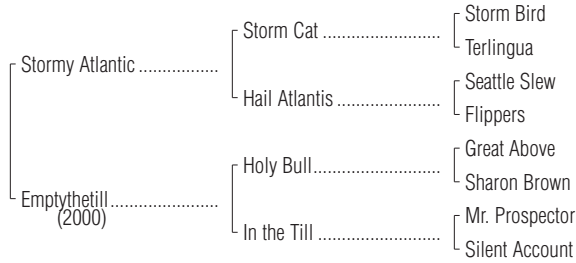 Storm Bird
Storm Cat ........................
Terlingua
Stormy Atlantic ................
Seattle Slew
Hail Atlantis .....................
Flippers
Great Above
Holy Bull..........................
Sharon Brown
Emptythetill......................
(2000)
Mr. Prospector
In the Till .........................
Silent Account